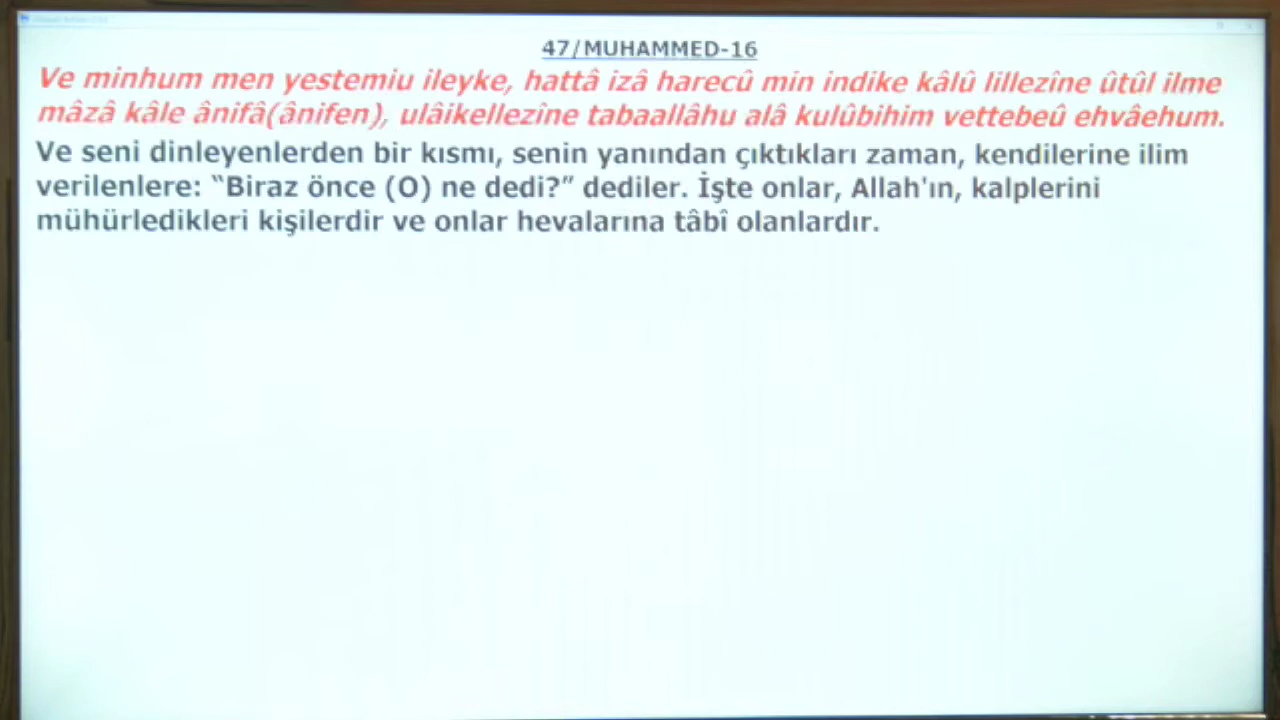 47/MUHAMMED-16
Ve minhum men yestemiu ileyke, hattâ izâ harecû min indike kâlû lillezîne ûtûl ilme
mâzâ kâle ânifâ(ânifen), ulâikellezîne tabaallâhu alâ kulûbihim vettebeû ehvâehum.
Ve seni dinleyenlerden bir kısmı, senin yanından çıktıkları zaman, kendilerine ilim
verilenlere: “Biraz önce (O) ne dedi?” dediler. İşte onlar, Allah'ın, kalplerini
mühürledikleri kişilerdir ve onlar hevalarına tâbî olanlardır.